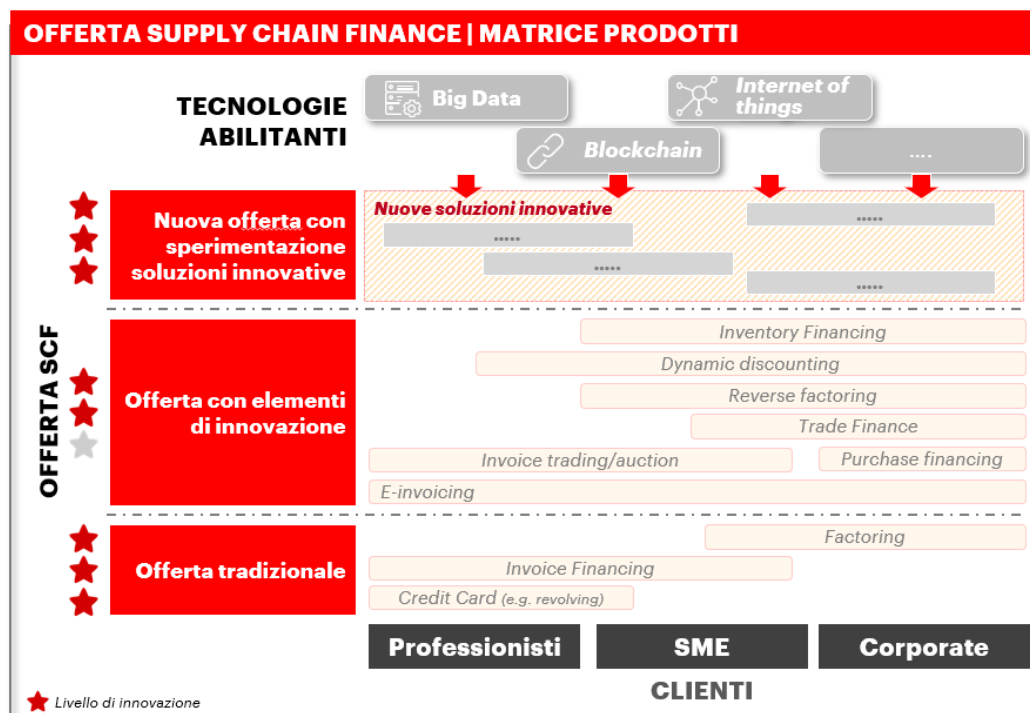 OFFERTA SUPPLY CHAIN FINANCE | MATRICE PRODOTTI
TECNOLOGIE
ABILITANTI
Big Data
Internet of
things
Blockchain
....
Nuova offerta con
sperimentazione
soluzioni innovative
Nuove soluzioni innovative
.....
.....
.....
.....
OFFERTA SCF
Offerta con elementi
di innovazione
Inventory Financing
Dynamic discounting
Reverse factoring
Trade Finance
Invoice trading/auction
Purchase financing
E-invoicing
Offerta tradizionale
Factoring
Invoice Financing
Credit Card (e.g. revolving)
Professionisti
SME
Corporate
CLIENTI
Livello di innovazione